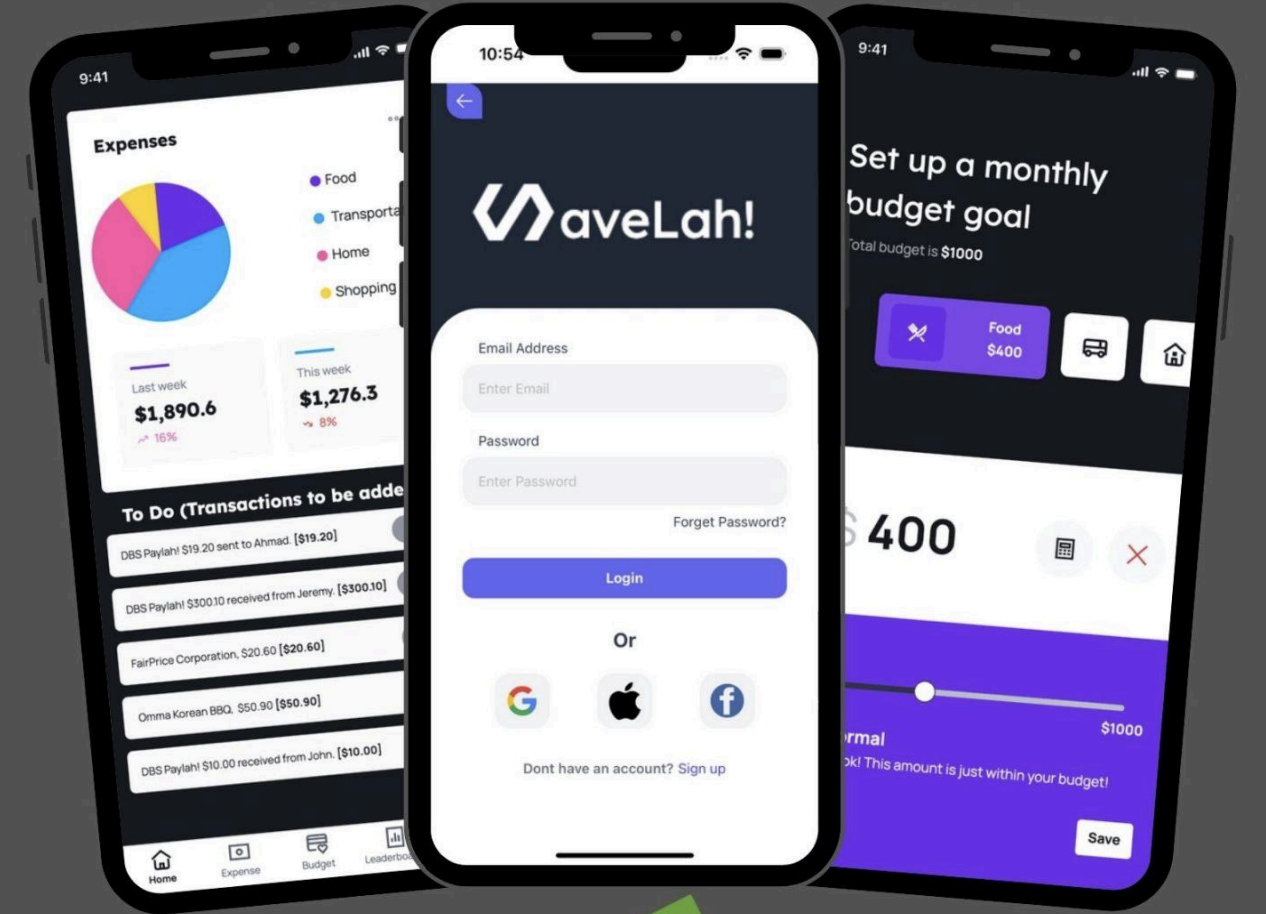 9:41
Expenses
Food
Transporta
Home
Shopping
Last week
$1,890.6
16%
This week
$1,276.3
8%
To Do (Transactions to be adde
DBS Paylah! $19.20 sent to Ahmad. [$19.20]
DBS Paylah! $300.10 received from Jeremy. [$300.10]
FairPrice Corporation, $20.60 [$20.60]
Omma Korean BBQ, $50.90 [$50.90]
DBS Paylah! $10.00 received from John. [$10.00]
Home
Expense
Budget
Leaderboa
10:54
SaveLah!
Email Address
Enter Email
Password
Enter Password
Forget Password?
Login
Or
Dont have an account? Sign up
9:41
Set up a monthly
budget goal
Total budget is $1000
Food
$400
$ 400
$1000
rmal
ok! This amount is just within your budget!
Save